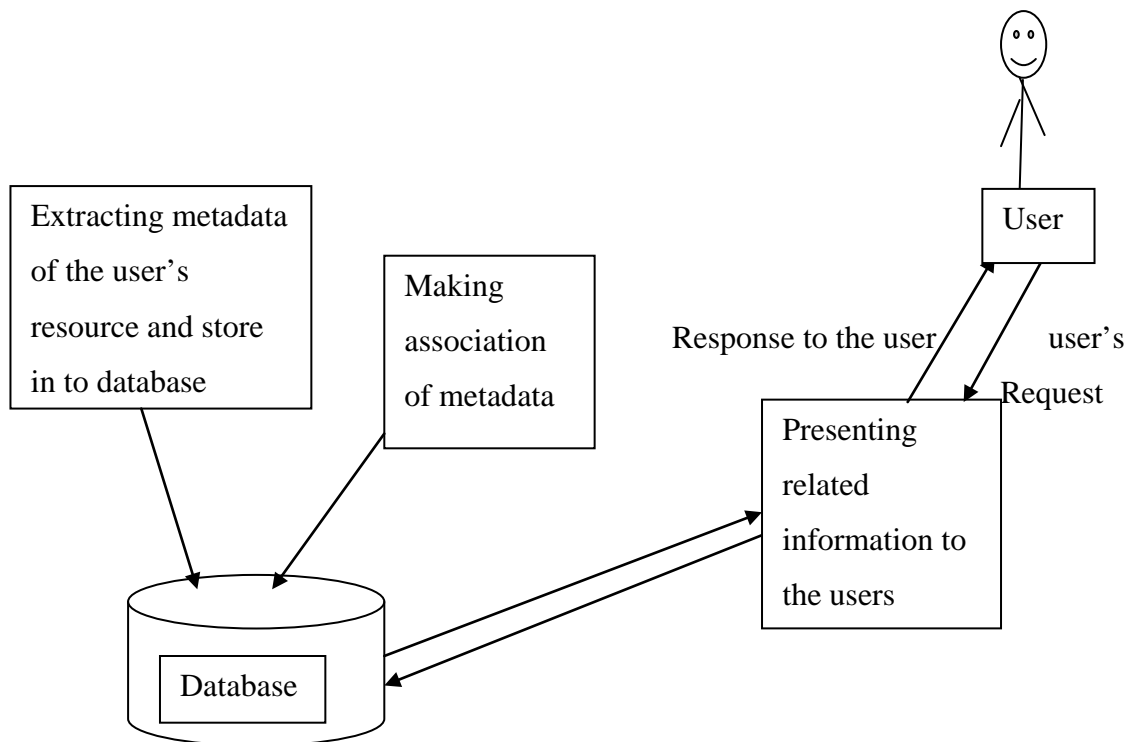 User
Extracting metadata
of the user’s
resource and store
in to database
Making
association
of metadata
Response to the user
user’s
Request
Presenting
related
information to
the users
Database